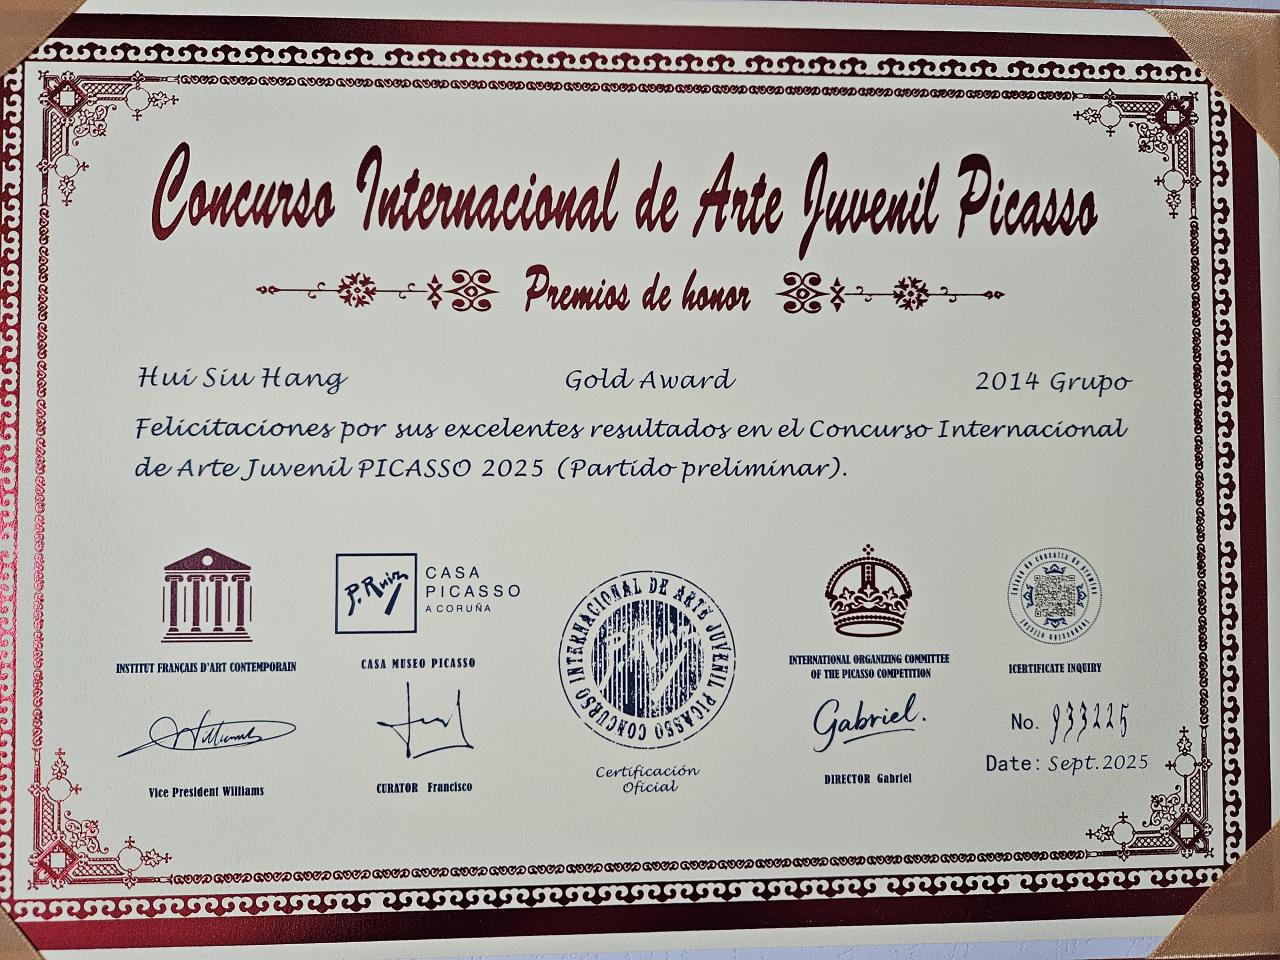 Concurso Internacional de Arte Juvenil Picasso
Premios de honor
Hui Siu Hang Gold Award 2014 Grupo
Felicitaciones por sus excelentes resultados en el Concurso Internacional
de Arte Juvenil PICASSO 2025 (Partido preliminar).
P. Ruiz
CASA
PICASSO
A CORUÑA
INSTITUT FRANÇAIS D'ART CONTEMPORAIN
CASA MUSEO PICASSO
CONCURSO INTERNACIONAL DE ARTE JUVENIL PICASSO
INTERNATIONAL ORGANIZING COMMITTEE
OF THE PICASSO COMPETITION
ICERTIFICATE INQUIRY
Williams
Gabriel.
No. 933225
Date: Sept.2025
Vice President Williams
CURATOR Francisco
Certificación
Oficial
DIRECTOR Gabriel